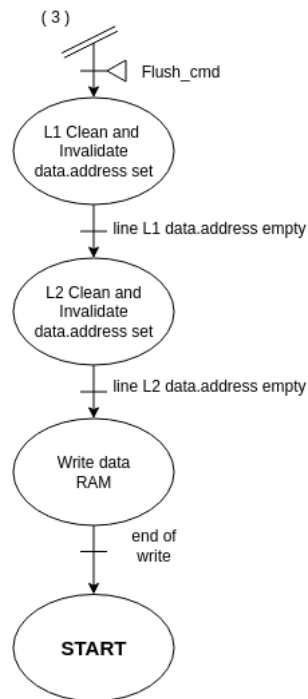 ( 3 )
Flush_cmd
L1 Clean and
Invalidate
data.address set
line L1 data.address empty
L2 Clean and
Invalidate
data.address set
line L2 data.address empty
Write data
RAM
end of
write
START